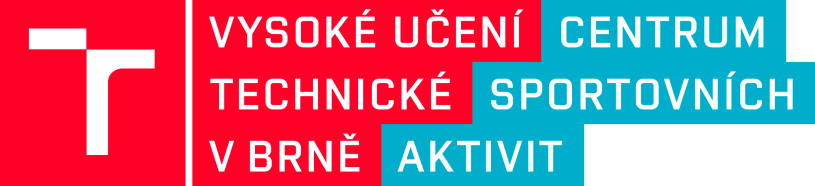 VYSOKÉ UČENÍ CENTRUM
TECHNICKÉ SPORTOVNÍCH
V BRNĚ AKTIVIT